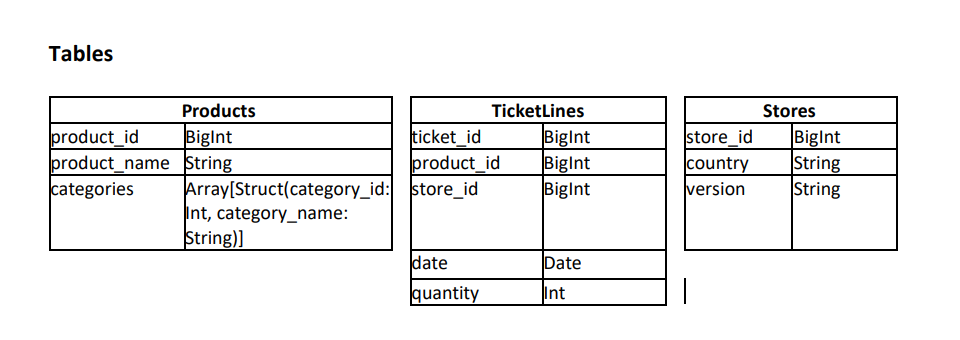 Tables
Products
product_id BigInt
product_name String
categories Array[Struct(category_id:
Int, category_name:
String)]
TicketLines
ticket_id BigInt
product_id BigInt
store_id BigInt
date Date
quantity Int
Stores
store_id BigInt
country String
version String